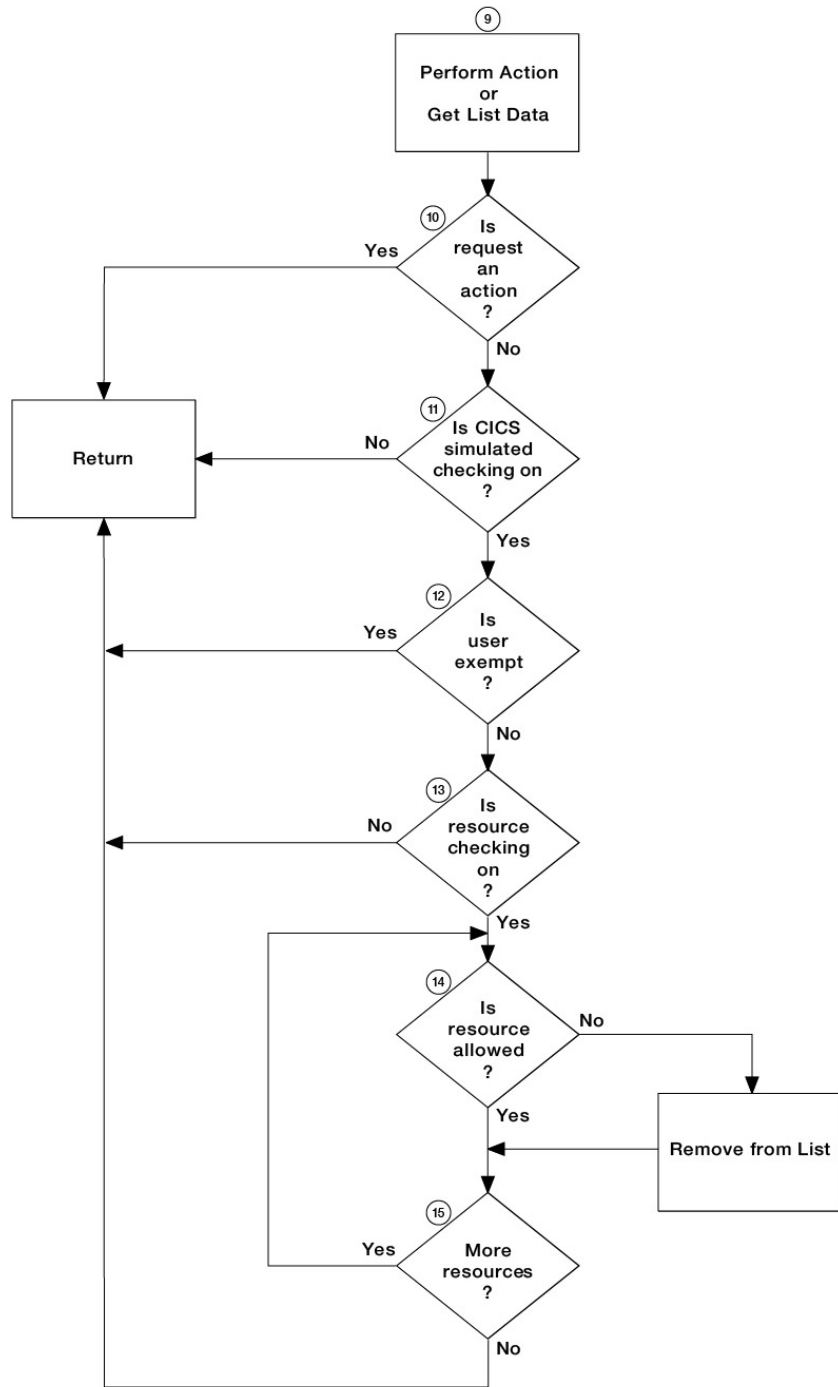 9
Perform Action
or
Get List Data
10
Is
request
an
action
?
Yes
No
11
Is CICS
simulated
checking on
?
No
Return
Yes
12
Is
user
exempt
?
Yes
No
13
Is
resource
checking
on
?
No
Yes
14
Is
resource
allowed
?
No
Yes
Remove from List
15
More
resources
?
Yes
No